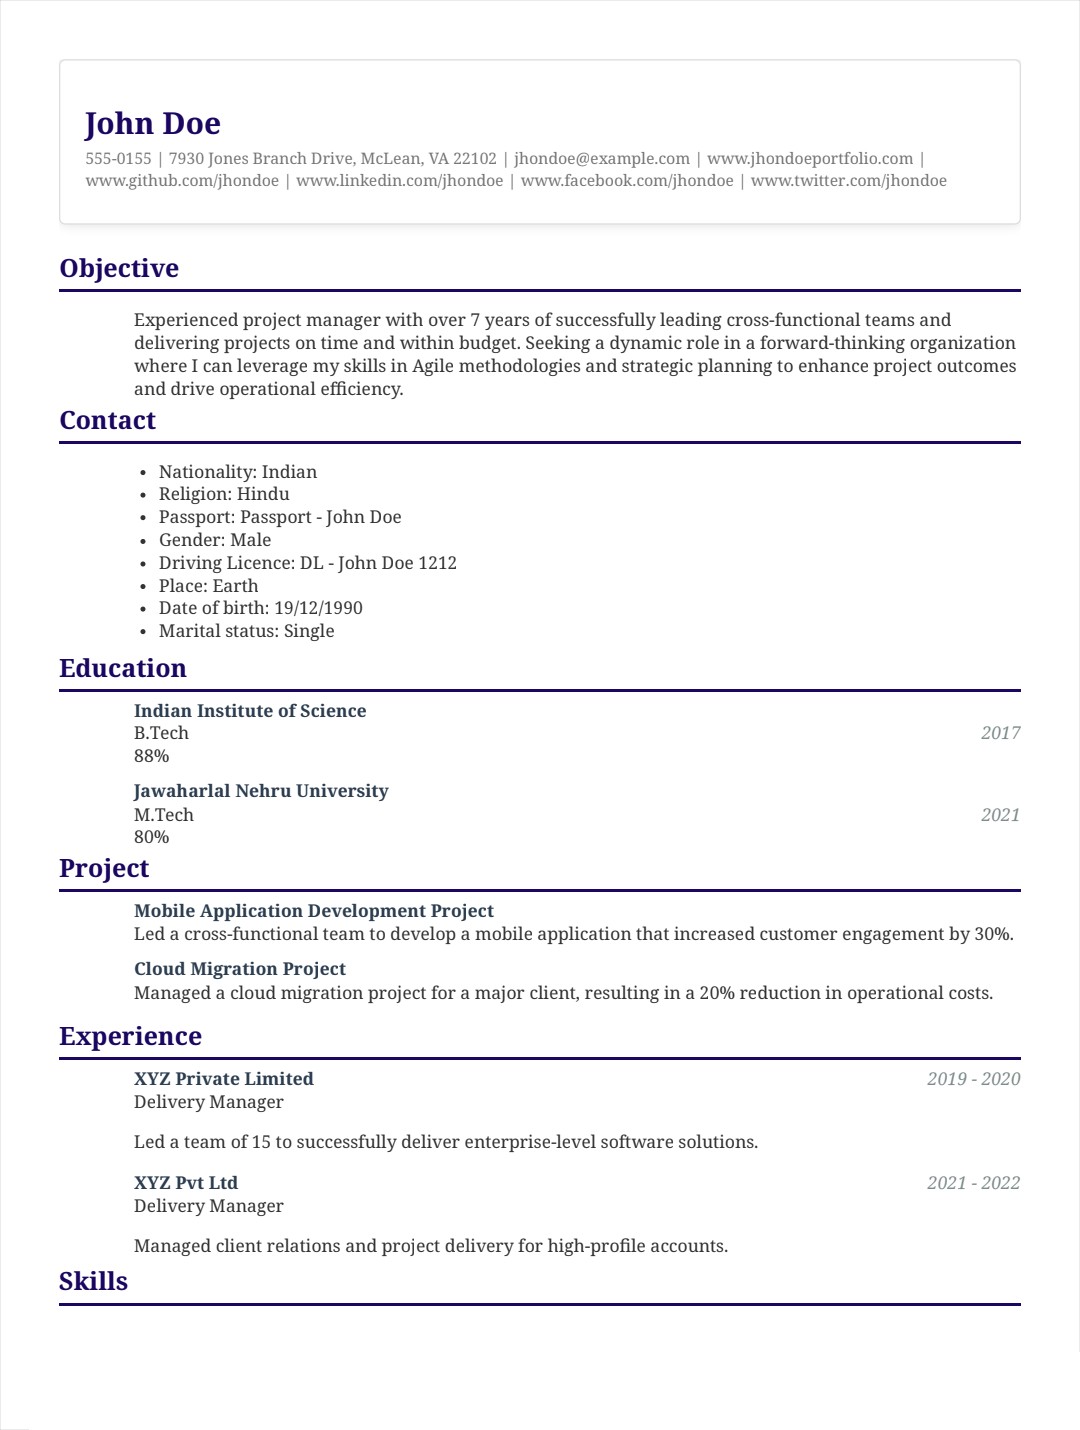 John Doe
555-0155 | 7930 Jones Branch Drive, McLean, VA 22102 | jhondoe@example.com | www.jhondoeportfolio.com |
www.github.com/jhondoe | www.linkedin.com/jhondoe | www.facebook.com/jhondoe | www.twitter.com/jhondoe
Objective
Experienced project manager with over 7 years of successfully leading cross-functional teams and
delivering projects on time and within budget. Seeking a dynamic role in a forward-thinking organization
where I can leverage my skills in Agile methodologies and strategic planning to enhance project outcomes
and drive operational efficiency.
Contact
• Nationality: Indian
• Religion: Hindu
• Passport: Passport - John Doe
• Gender: Male
• Driving Licence: DL - John Doe 1212
• Place: Earth
• Date of birth: 19/12/1990
• Marital status: Single
Education
Indian Institute of Science
B.Tech 2017
88%
Jawaharlal Nehru University
M.Tech 2021
80%
Project
Mobile Application Development Project
Led a cross-functional team to develop a mobile application that increased customer engagement by 30%.
Cloud Migration Project
Managed a cloud migration project for a major client, resulting in a 20% reduction in operational costs.
Experience
XYZ Private Limited 2019 - 2020
Delivery Manager
Led a team of 15 to successfully deliver enterprise-level software solutions.
XYZ Pvt Ltd 2021 - 2022
Delivery Manager
Managed client relations and project delivery for high-profile accounts.
Skills